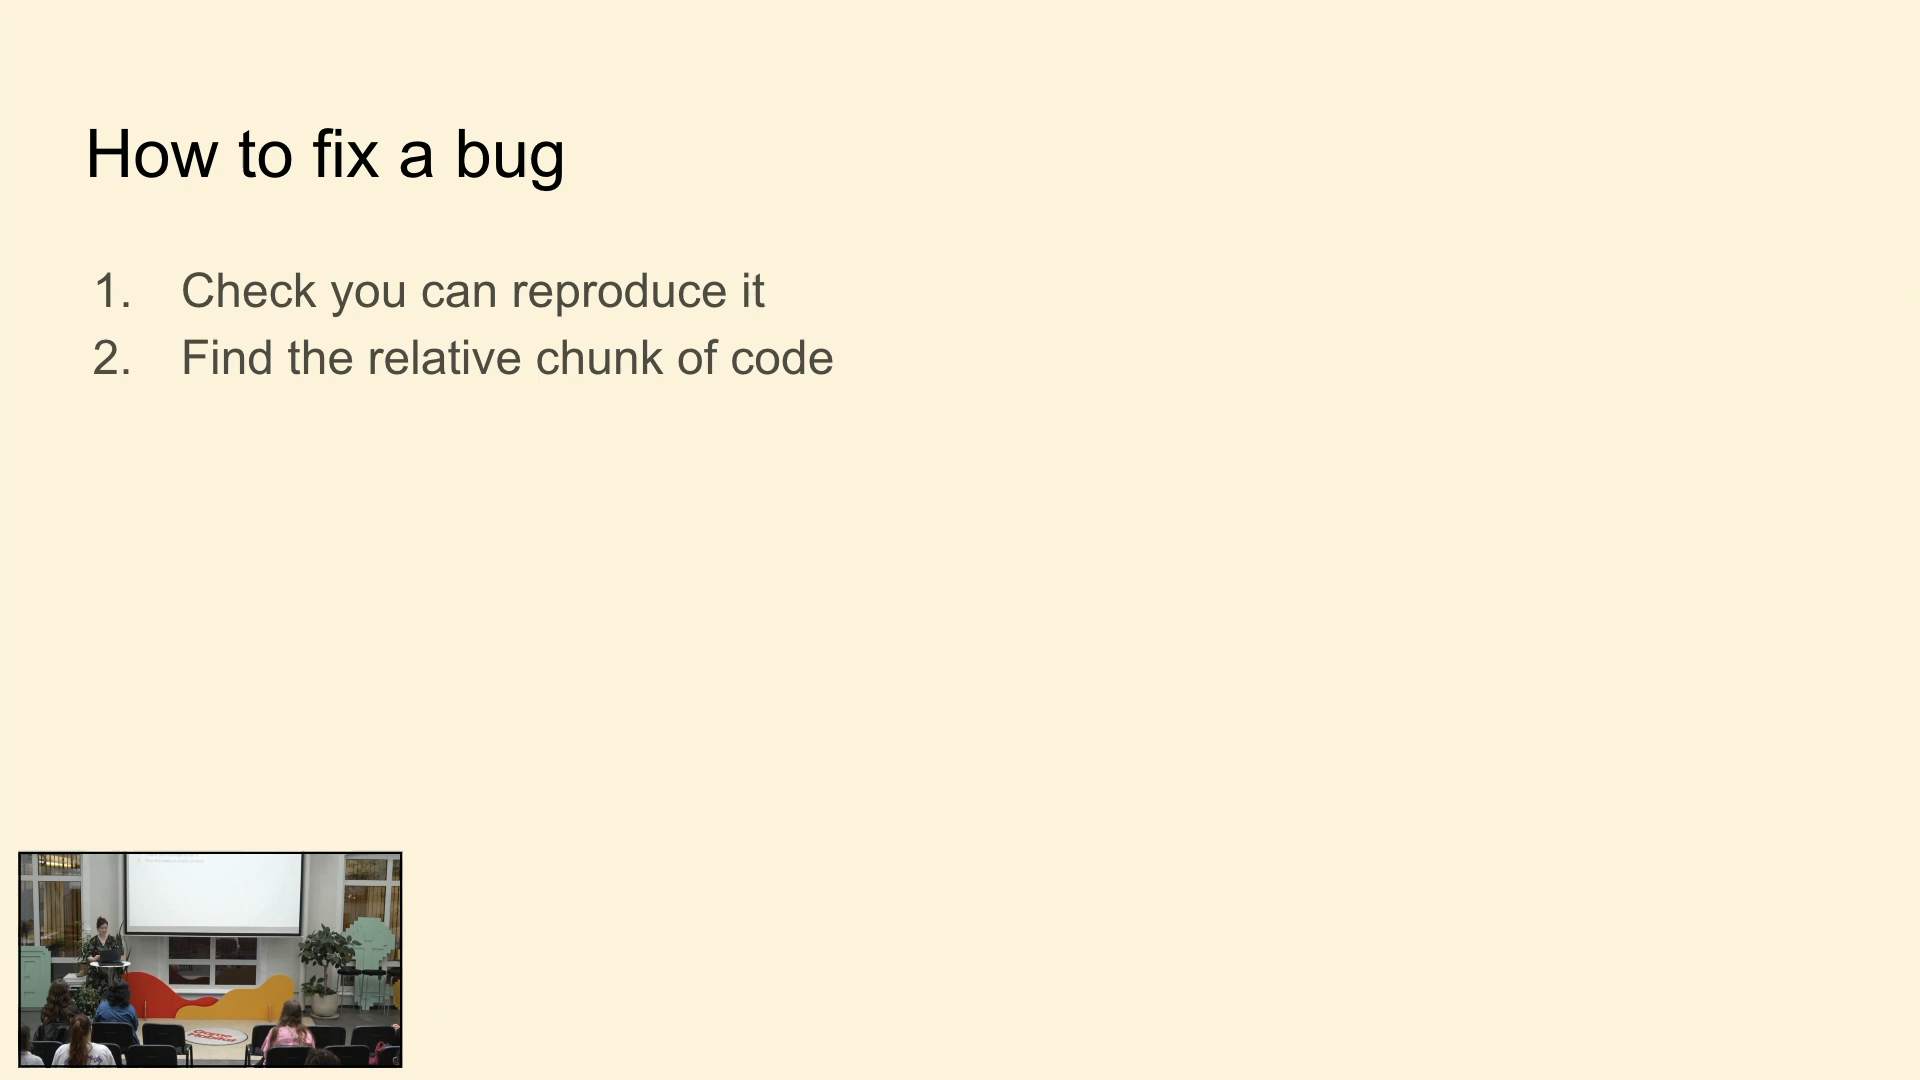 How to fix a bug
1. Check you can reproduce it
2. Find the relative chunk of code